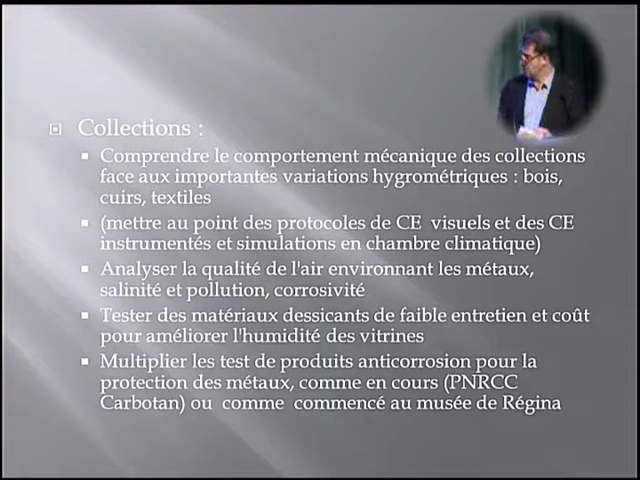 Collections :
Comprendre le comportement mécanique des collections
face aux importantes variations hygrométriques : bois,
cuirs, textiles
(mettre au point des protocoles de CE visuels et des CE
instrumentés et simulations en chambre climatique)
Analyser la qualité de l'air environnant les métaux,
salinité et pollution, corrosivité
Tester des matériaux dessicants de faible entretien et coût
pour améliorer l'humidité des vitrines
Multiplier les test de produits anticorrosion pour la
protection des métaux, comme en cours (PNRCC
Carbotan) ou comme commencé au musée de Régina